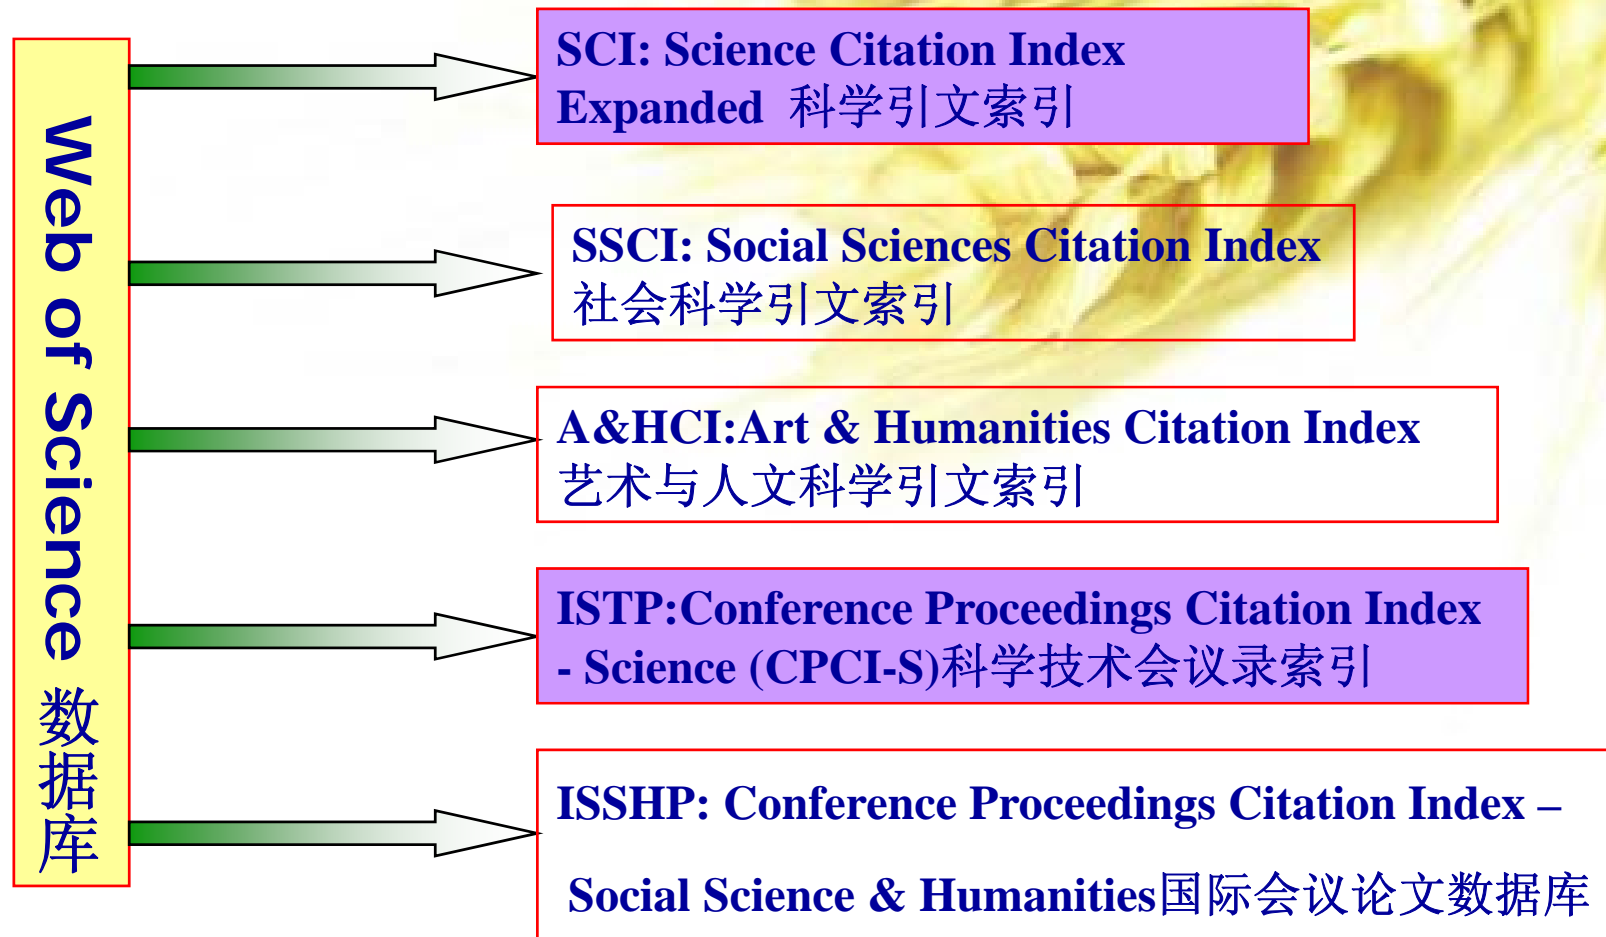 Web of Science 数据库
SCI: Science Citation Index
Expanded 科学引文索引
SSCI: Social Sciences Citation Index
社会科学引文索引
A&HCI:Art & Humanities Citation Index
艺术与人文科学引文索引
ISTP:Conference Proceedings Citation Index
- Science (CPCI-S)科学技术会议录索引
ISSHP: Conference Proceedings Citation Index –
Social Science & Humanities国际会议论文数据库